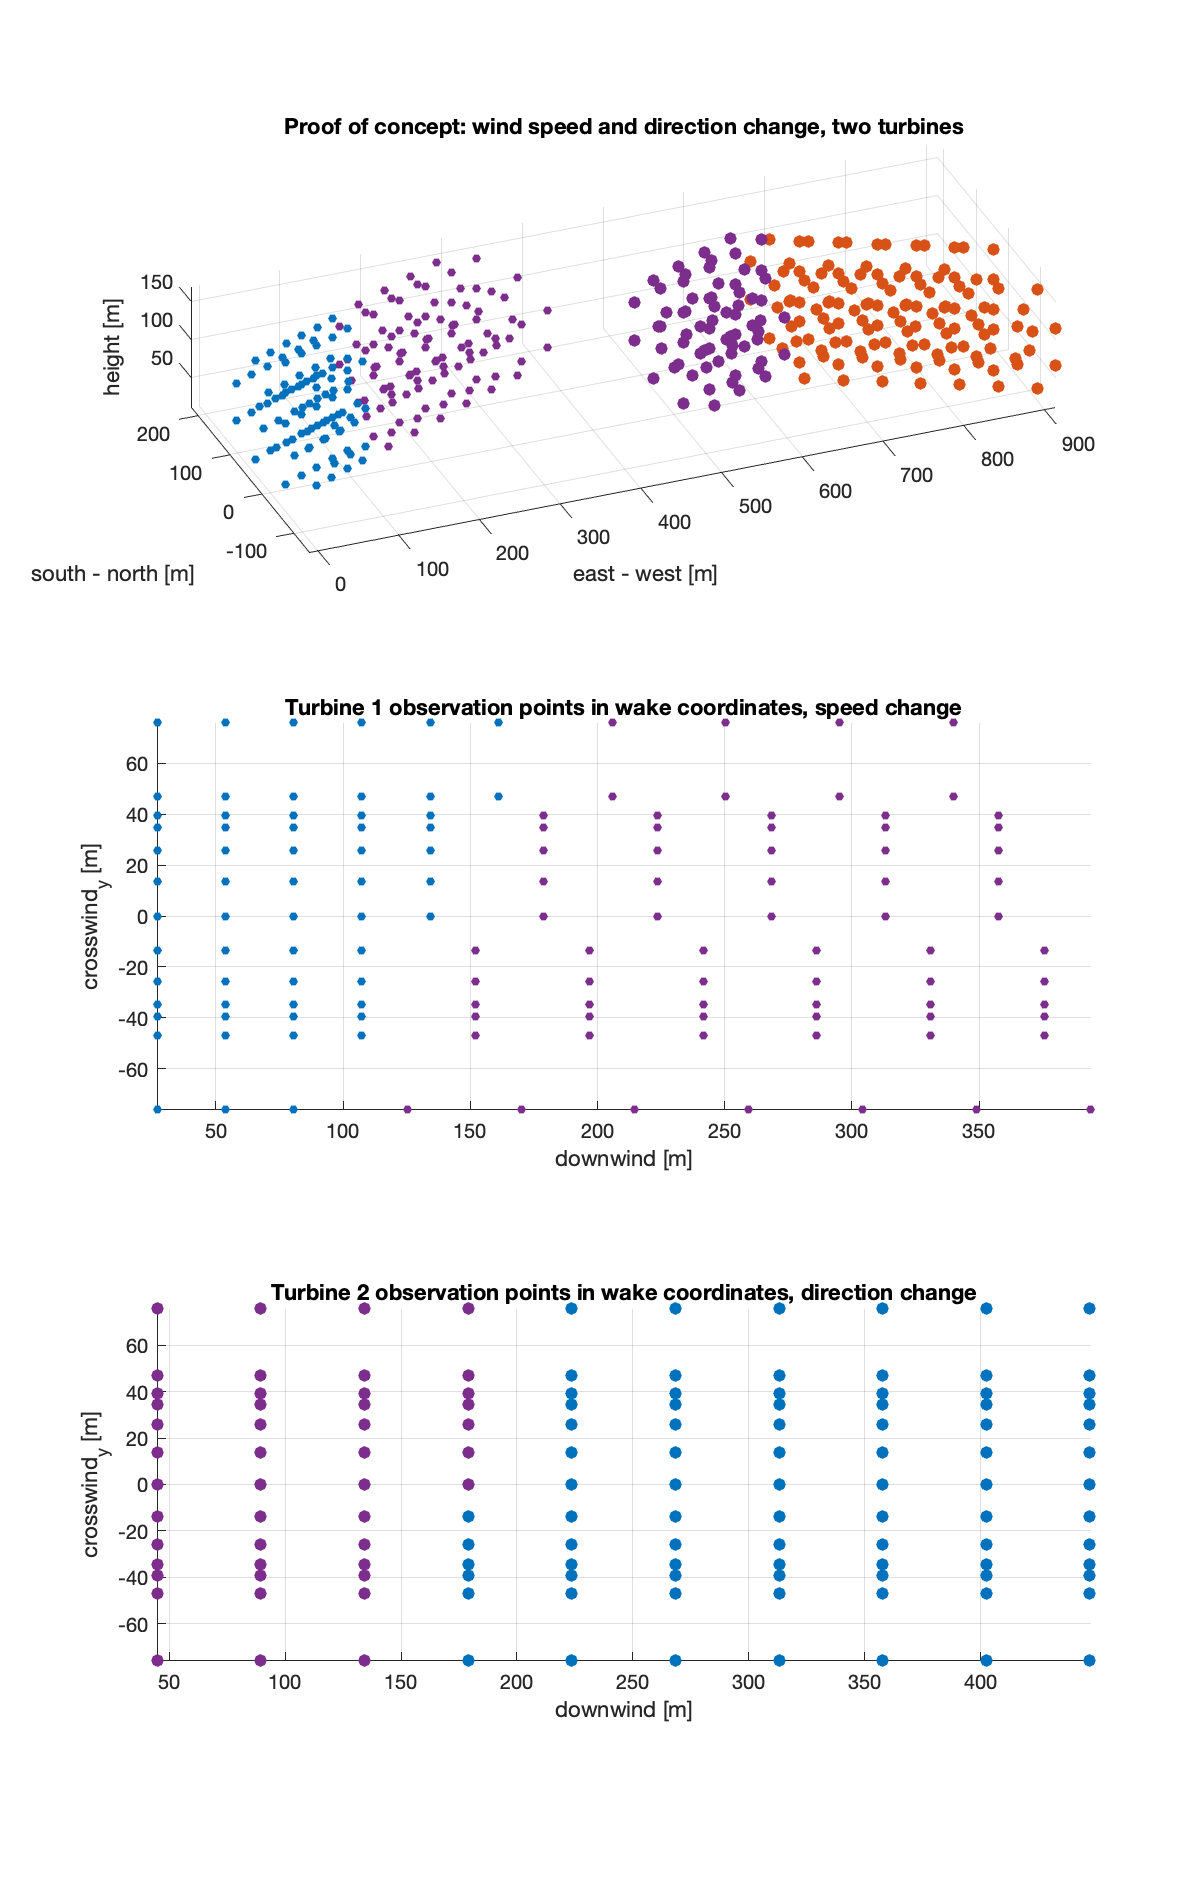 Proof of concept: wind speed and direction change, two turbines
height [m]
150
100
50
200
100
0
-100
south - north [m]
0
100
200
300
400
500
600
700
800
900
east - west [m]
Turbine 1 observation points in wake coordinates, speed change
crosswind_y [m]
60
40
20
0
-20
-40
-60
50 100 150 200 250 300 350
downwind [m]
Turbine 2 observation points in wake coordinates, direction change
crosswind_y [m]
60
40
20
0
-20
-40
-60
50 100 150 200 250 300 350 400
downwind [m]